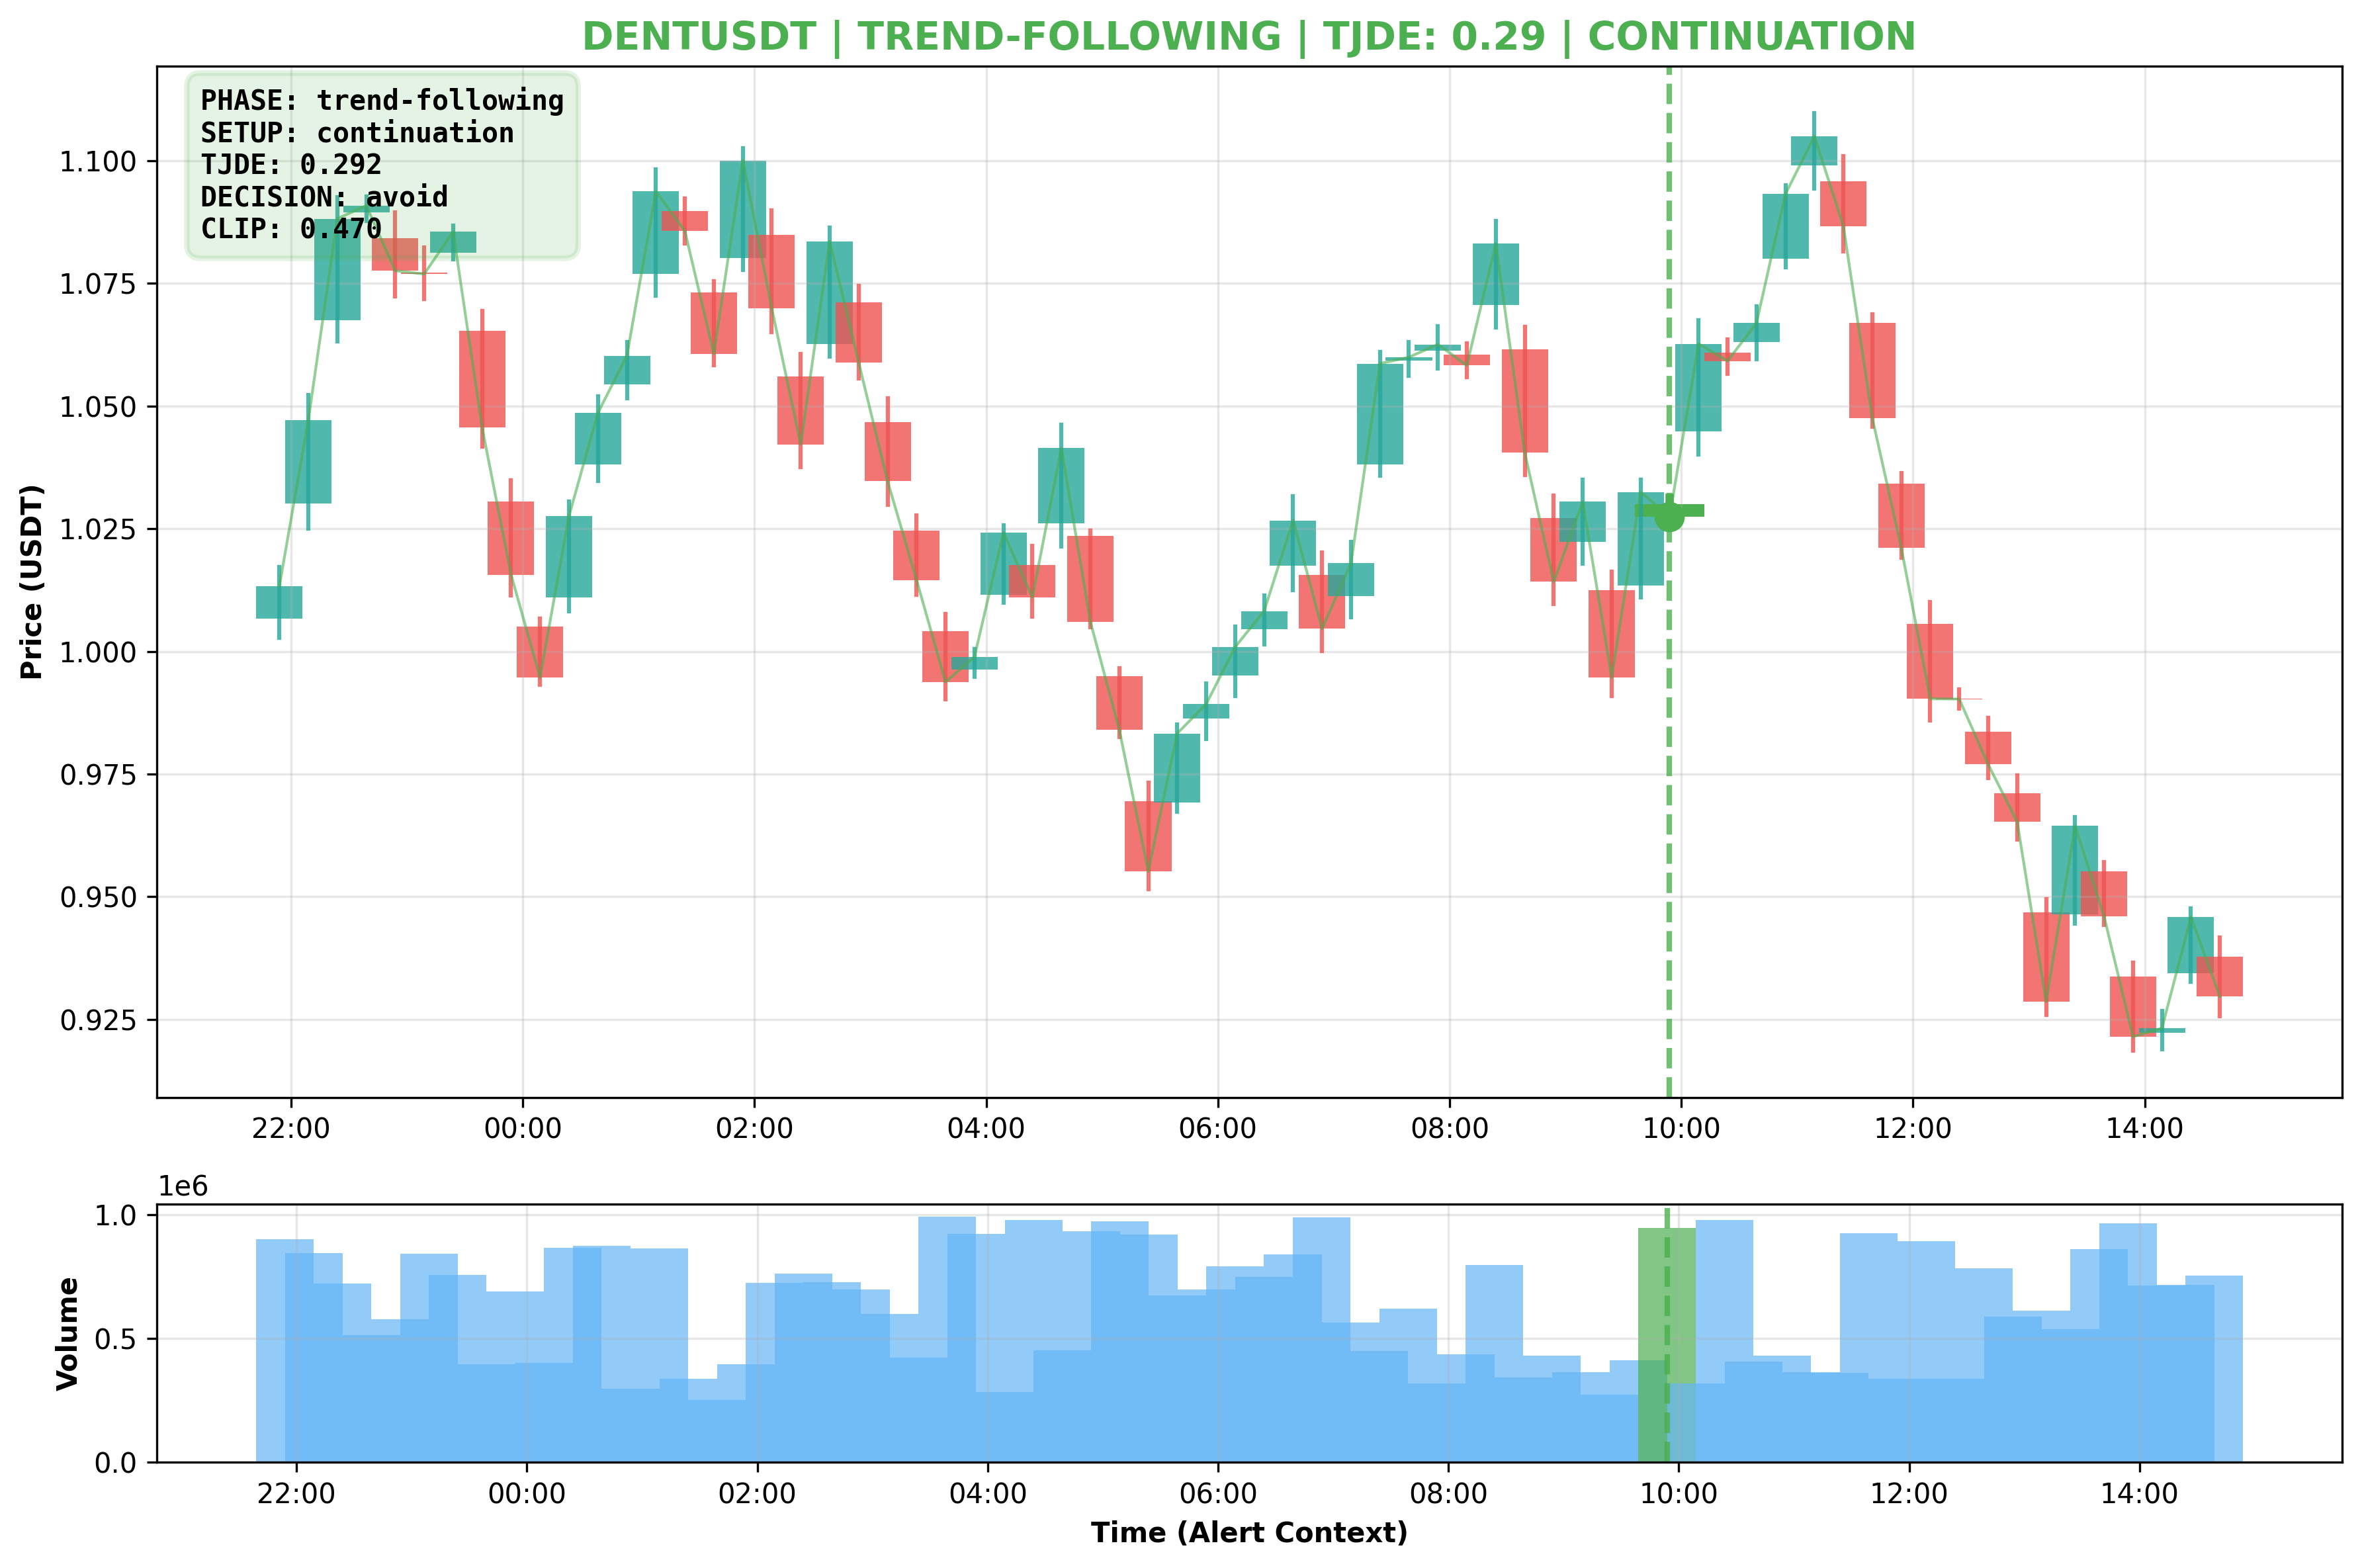 DENTUSDT | TREND-FOLLOWING | TJDE: 0.29 | CONTINUATION
PHASE: trend-following
SETUP: continuation
TJDE: 0.292
DECISION: avoid
CLIP: 0.470
Price (USDT)
1.100
1.075
1.050
1.025
1.000
0.975
0.950
0.925
22:00 00:00 02:00 04:00 06:00 08:00 10:00 12:00 14:00
1e6
Volume
1.0
0.5
0.0
22:00 00:00 02:00 04:00 06:00 08:00 10:00 12:00 14:00
Time (Alert Context)